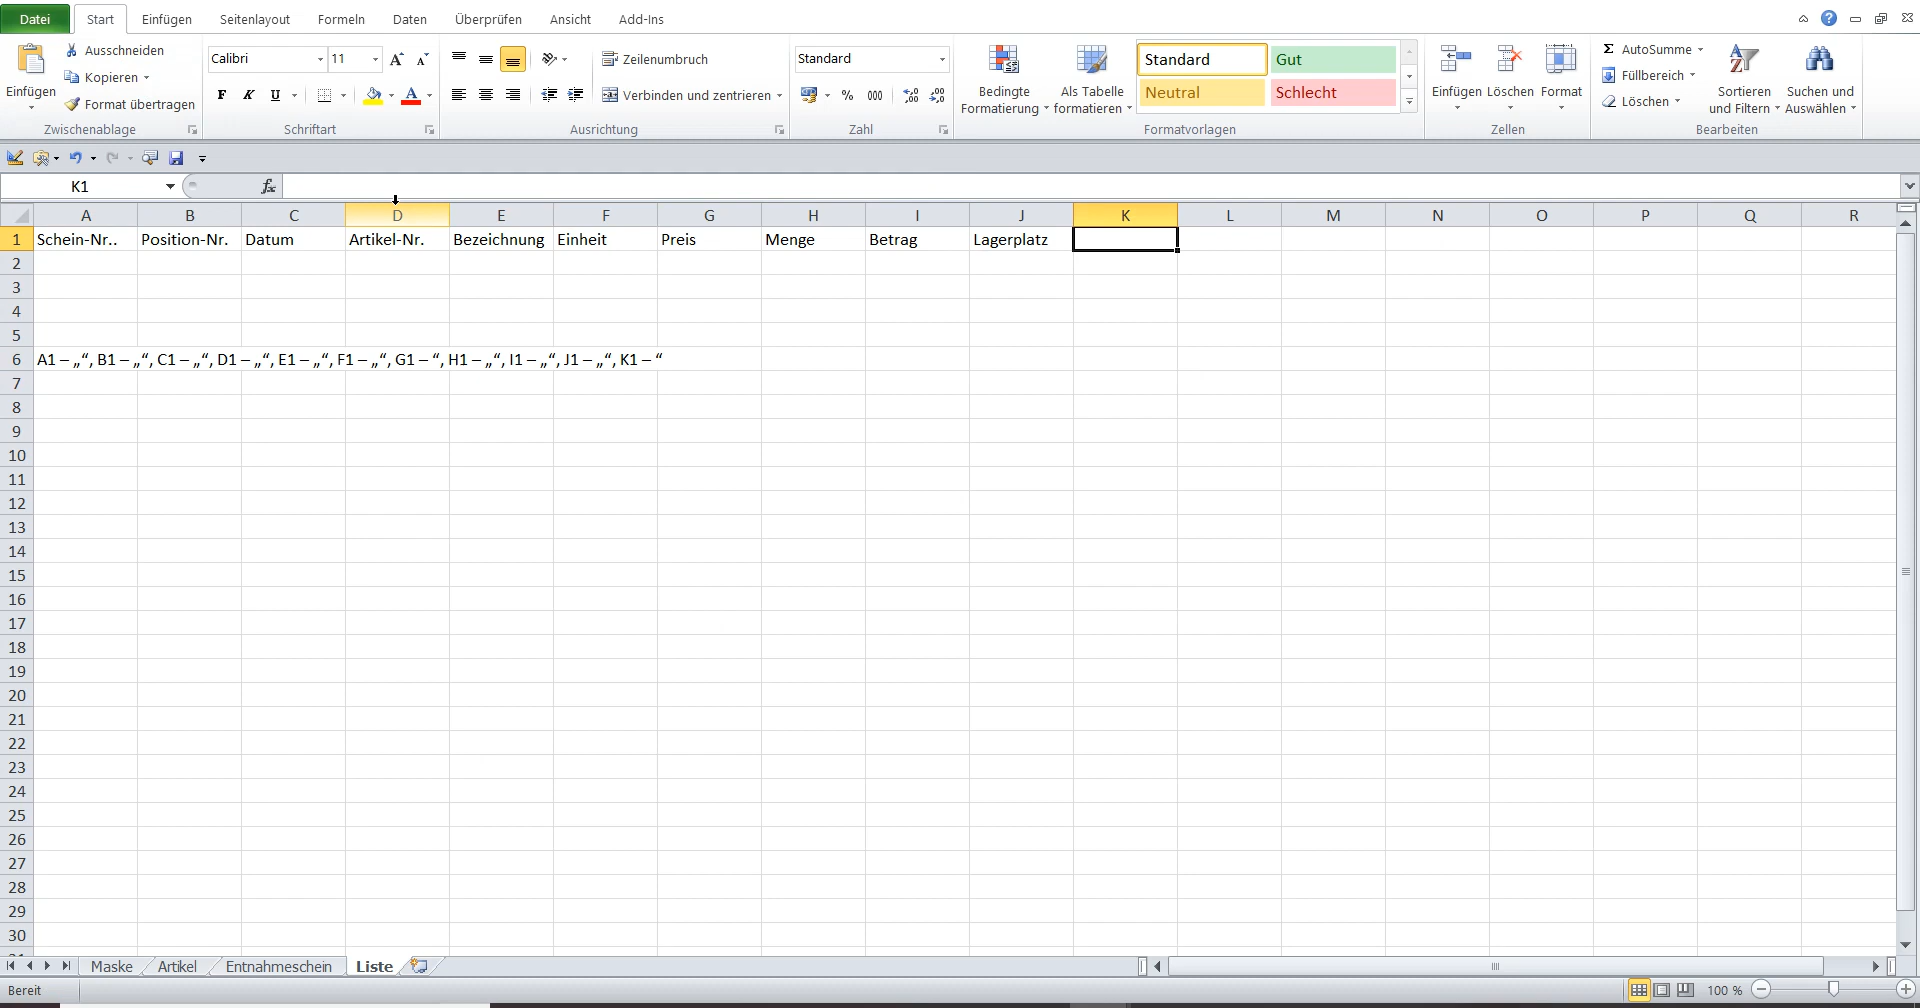 Datei Start Einfügen Seitenlayout Formeln Daten Überprüfen Ansicht Add-Ins
Einfügen
Ausschneiden
Kopieren
Format übertragen
Zwischenablage
Calibri 11
F K U A
Schriftart
Zeilenumbruch
Verbinden und zentrieren
Ausrichtung
Standard
% 000
Zahl
Bedingte Formatierung
Als Tabelle formatieren
Standard Gut
Neutral Schlecht
Formatvorlagen
Einfügen Löschen Format
Zellen
Σ AutoSumme
Füllbereich
Löschen
Sortieren und Filtern
Suchen und Auswählen
Bearbeiten
K1 fx
A B C D E F G H I J K L M N O P Q R
1 Schein-Nr.. Position-Nr. Datum Artikel-Nr. Bezeichnung Einheit Preis Menge Betrag Lagerplatz
2
3
4
5
6 A1 – „“, B1 – „“, C1 – „“, D1 – „“, E1 – „“, F1 – „“, G1 – “, H1 – „“, I1 – „“, J1 – „“, K1 – “
7
8
9
10
11
12
13
14
15
16
17
18
19
20
21
22
23
24
25
26
27
28
29
30
Maske Artikel Entnahmeschein Liste
Bereit 100 %